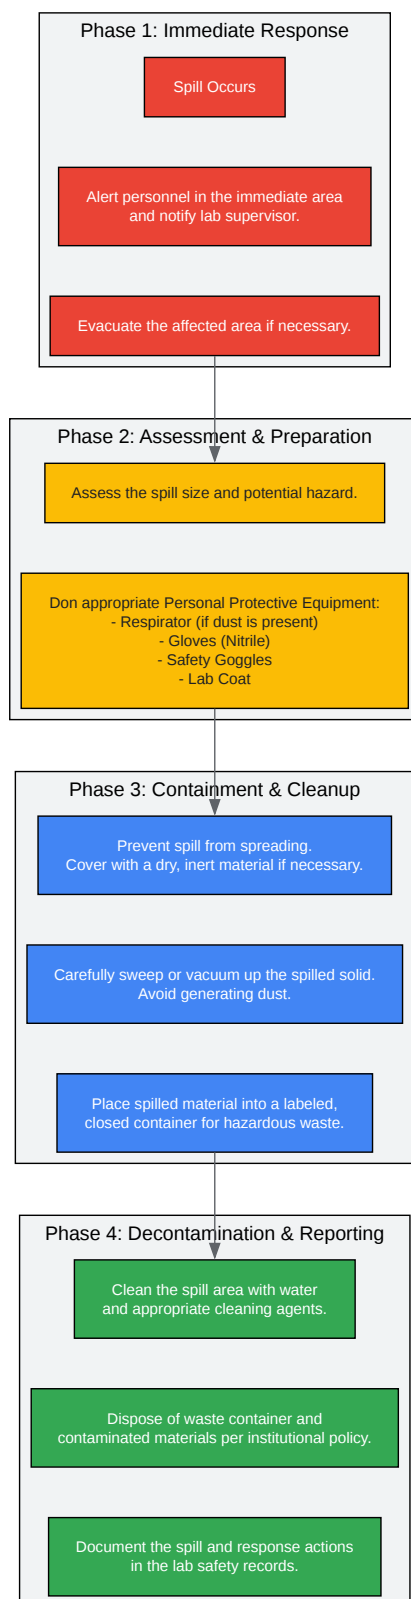 Phase 1: Immediate Response
Spill Occurs
Alert personnel in the immediate area
and notify lab supervisor.
Evacuate the affected area if necessary.
Phase 2: Assessment & Preparation
Assess the spill size and potential hazard.
Don appropriate Personal Protective Equipment:
- Respirator (if dust is present)
- Gloves (Nitrile)
- Safety Goggles
- Lab Coat
Phase 3: Containment & Cleanup
Prevent spill from spreading.
Cover with a dry, inert material if necessary.
Carefully sweep or vacuum up the spilled solid.
Avoid generating dust.
Place spilled material into a labeled,
closed container for hazardous waste.
Phase 4: Decontamination & Reporting
Clean the spill area with water
and appropriate cleaning agents.
Dispose of waste container and
contaminated materials per institutional policy.
Document the spill and response actions
in the lab safety records.